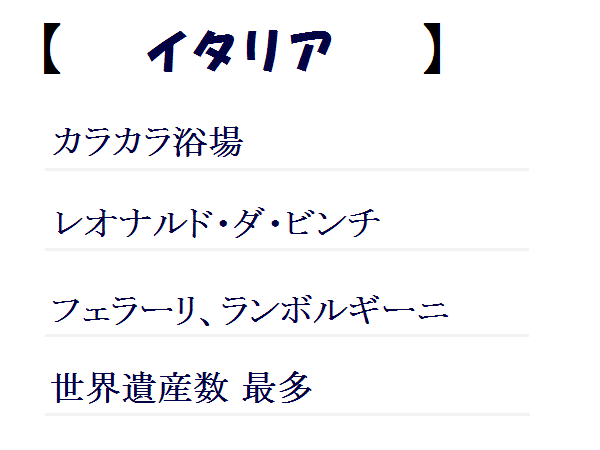 【 イタリア 】
カラカラ浴場
レオナルド・ダ・ビンチ
フェラーリ、ランボルギーニ
世界遺産数 最多